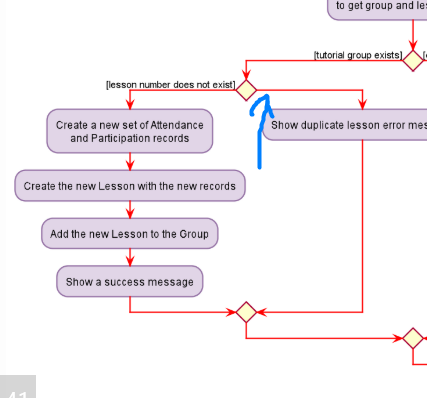 to get group and
[tutorial group exists]
[lesson number does not exist]
Create a new set of Attendance
and Participation records
Show duplicate lesson error
Create the new Lesson with the new records
Add the new Lesson to the Group
Show a success message
41